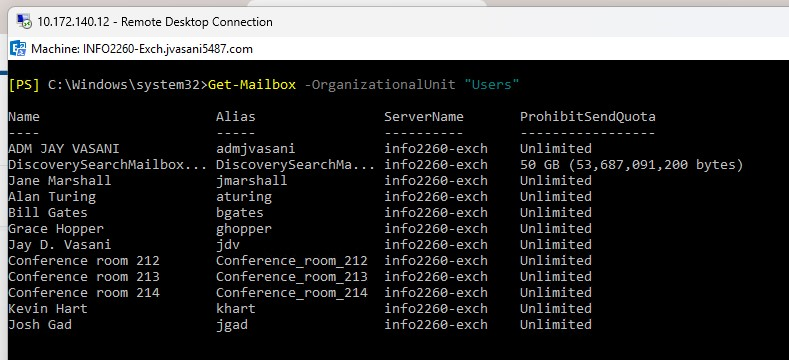 10.172.140.12 - Remote Desktop Connection
Machine: INFO2260-Exch.jvasani5487.com
[PS] C:\Windows\system32>Get-Mailbox -OrganizationalUnit "Users"
Name Alias ServerName ProhibitSendQuota
---- ----- ---------- -----------------
ADM JAY VASANI admjvasani info2260-exch Unlimited
DiscoverySearchMailbox... DiscoverySearchMa... info2260-exch 50 GB (53,687,091,200 bytes)
Jane Marshall jmarshall info2260-exch Unlimited
Alan Turing aturing info2260-exch Unlimited
Bill Gates bgates info2260-exch Unlimited
Grace Hopper ghopper info2260-exch Unlimited
Jay D. Vasani jdv info2260-exch Unlimited
Conference room 212 Conference_room_212 info2260-exch Unlimited
Conference room 213 Conference_room_213 info2260-exch Unlimited
Conference room 214 Conference_room_214 info2260-exch Unlimited
Kevin Hart khart info2260-exch Unlimited
Josh Gad jgad info2260-exch Unlimited